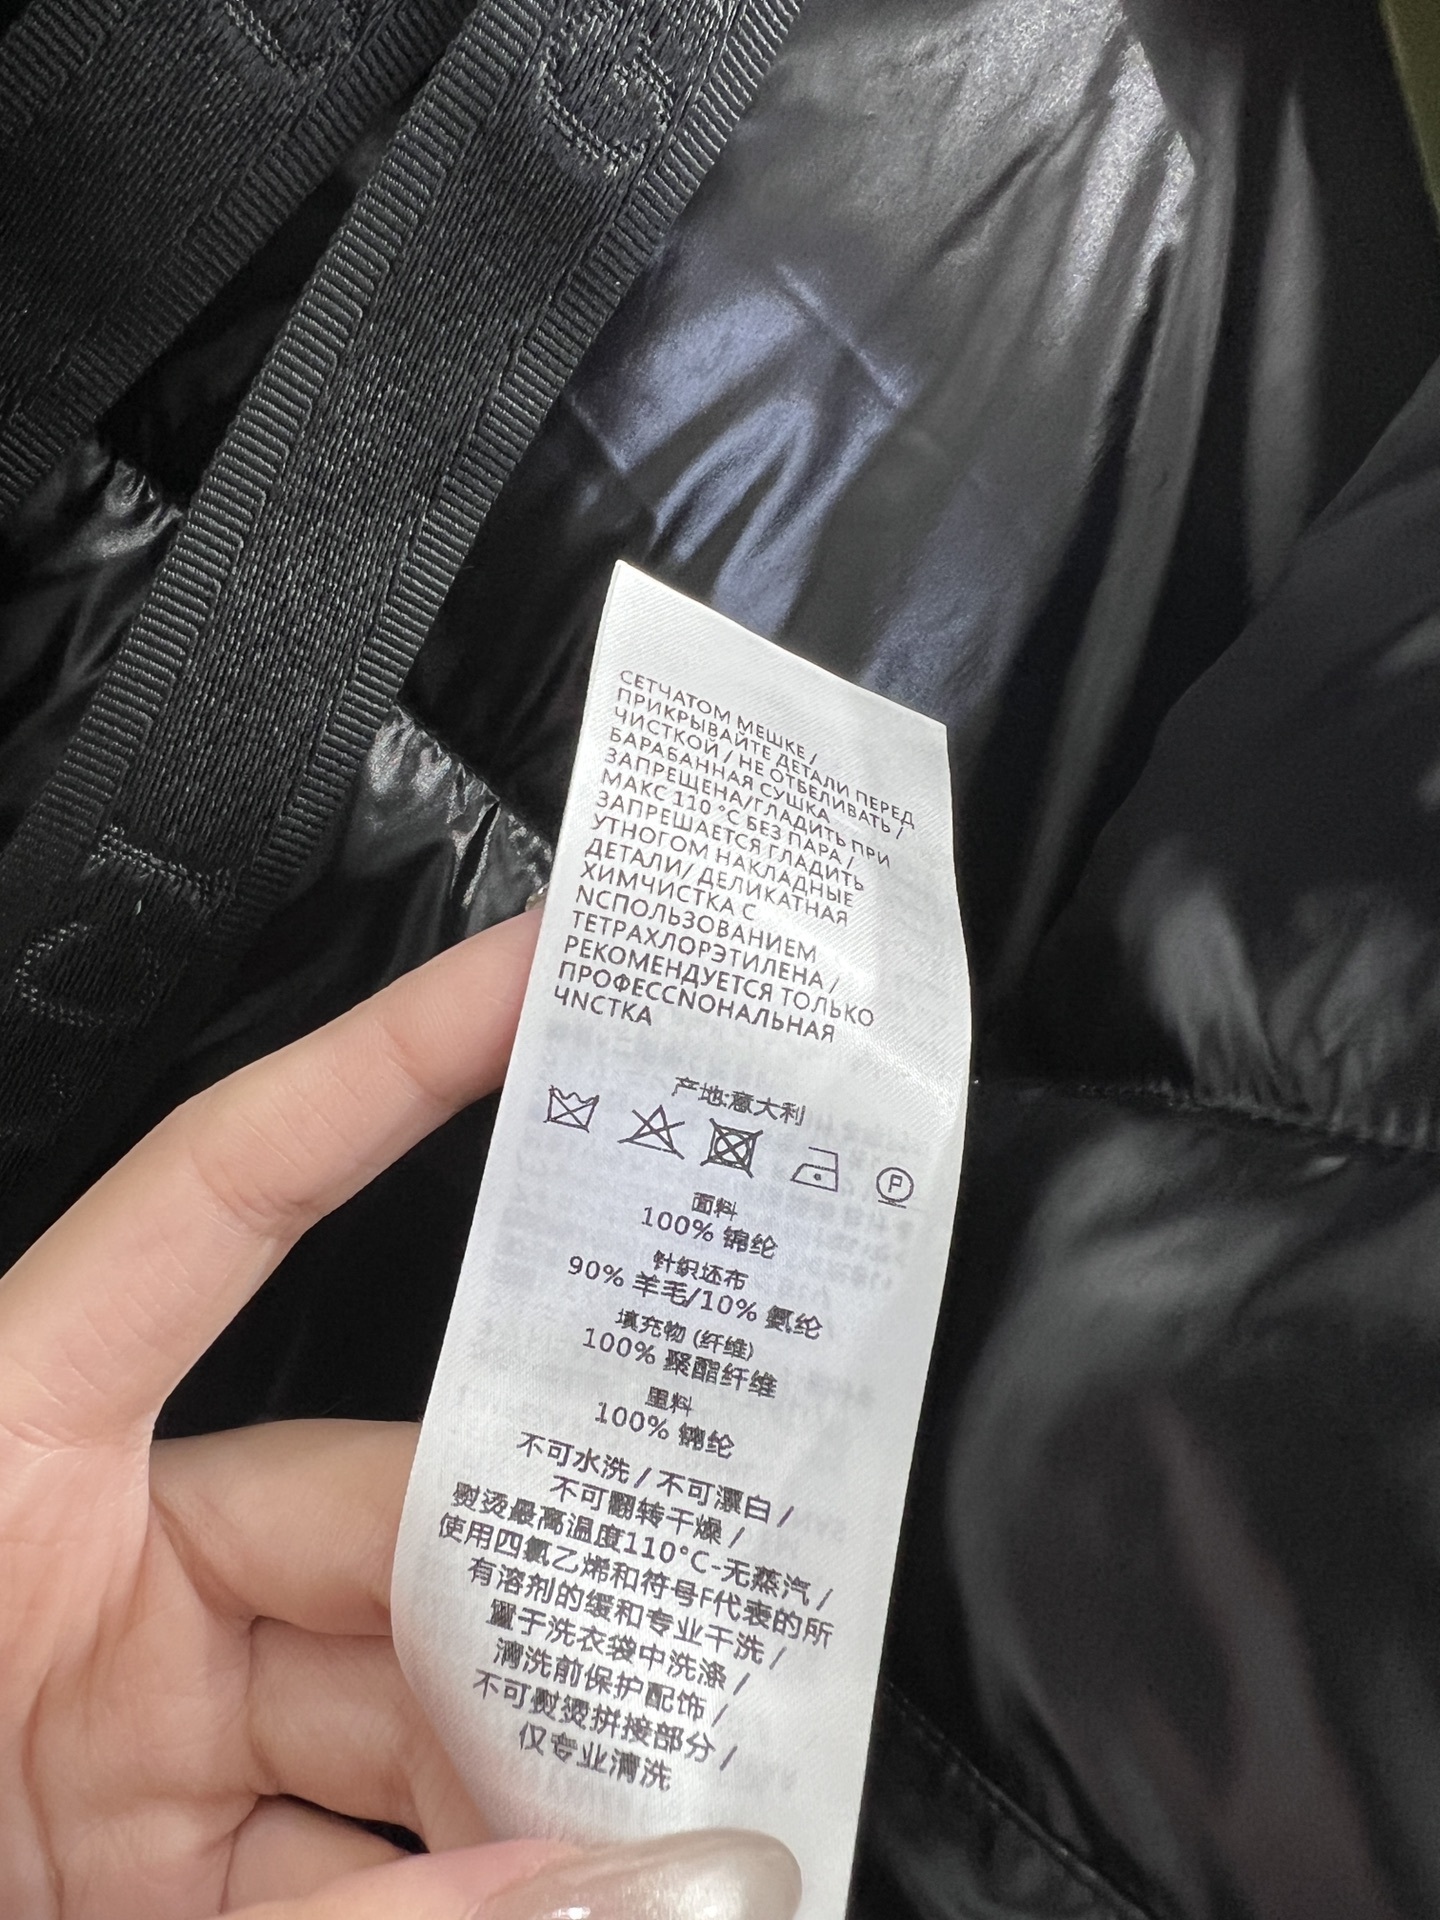 СЕТЧАТОМ МЕШКЕ /
ПРИКРЫВАЙТЕ ДЕТАЛИ ПЕРЕД
ЧИСТКОЙ / НЕ ОТБЕЛИВАТЬ /
БАРАБАННАЯ СУШКА
ЗАПРЕЩЕНА/ГЛАДИТЬ ПРИ
МАКС 110 °C БЕЗ ПАРА /
ЗАПРЕЩАЕТСЯ ГЛАДИТЬ
УТНОГОМ НАКЛАДНЫЕ
ДЕТАЛИ/ ДЕЛИКАТНАЯ
ХИМЧИСТКА С
NСПОЛЬЗОВАНИЕМ
ТЕТРАХЛОРЭТИЛЕНА /
РЕКОМЕНДУЕТСЯ ТОЛЬКО
ПРОФЕССNОНАЛЬНАЯ
ЧNСТКА
产地:意大利
P
面料
100% 锦纶
针织坯布
90% 羊毛/10% 氨纶
填充物 (纤维)
100% 聚酯纤维
里料
100% 锦纶
不可水洗 / 不可漂白 /
不可翻转干燥 /
熨烫最高温度110°C-无蒸汽 /
使用四氯乙烯和符号F代表的所
有溶剂的缓和专业干洗 /
置于洗衣袋中洗涤 /
清洗前保护配饰 /
不可熨烫拼接部分 /
仅专业清洗